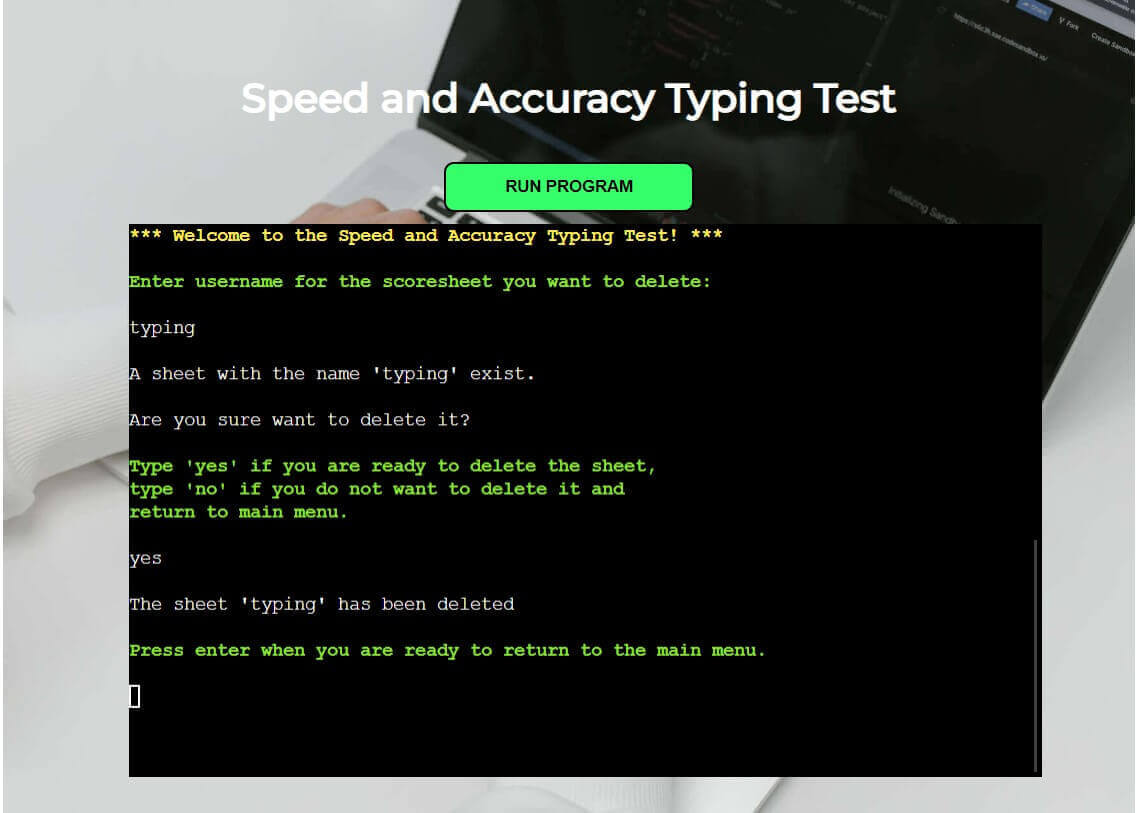 Share
Fork
Create Sandbox
Speed and Accuracy Typing Test
RUN PROGRAM
*** Welcome to the Speed and Accuracy Typing Test! ***
Enter username for the scoresheet you want to delete:
typing
A sheet with the name 'typing' exist.
Are you sure want to delete it?
Type 'yes' if you are ready to delete the sheet,
type 'no' if you do not want to delete it and
return to main menu.
yes
The sheet 'typing' has been deleted
Press enter when you are ready to return to the main menu.